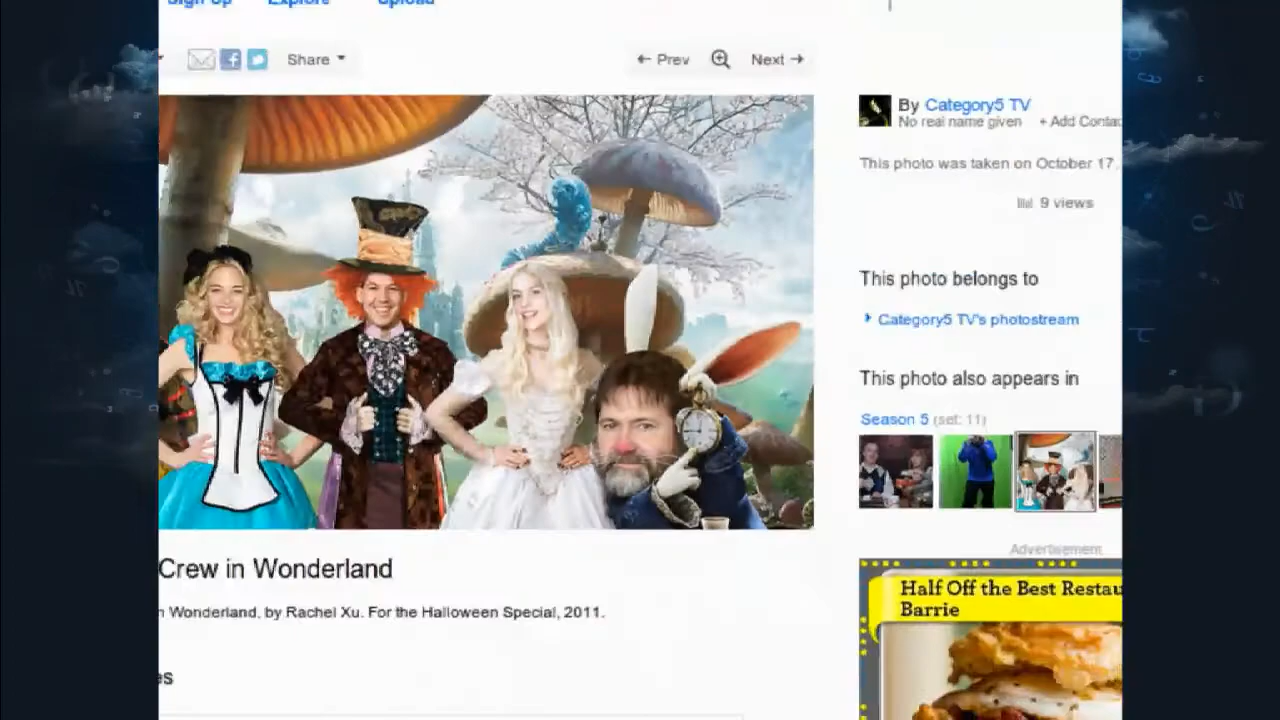 Sign Up Explore Upload
Share
← Prev
Next →
By Category5 TV
No real name given + Add Contac
This photo was taken on October 17,
9 views
This photo belongs to
Category5 TV's photostream
This photo also appears in
Season 5 (set: 11)
Advertisement
Half Off the Best Restau
Barrie
Crew in Wonderland
n Wonderland, by Rachel Xu. For the Halloween Special, 2011.
es